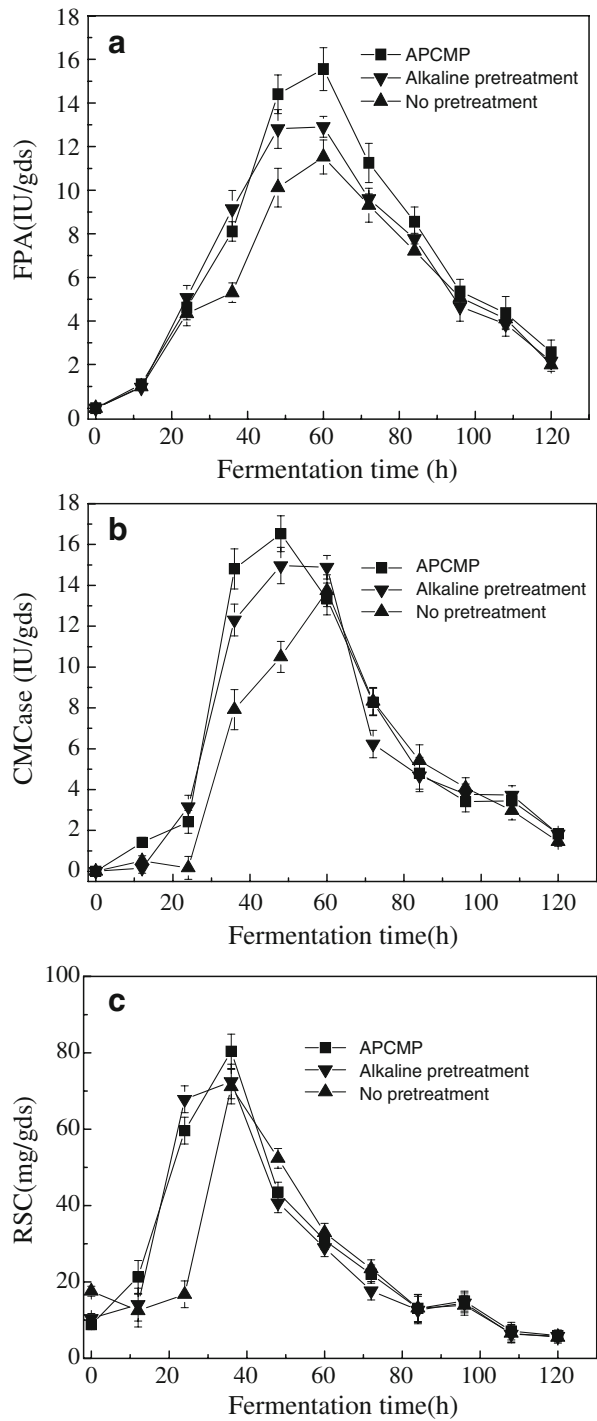 a
APCMP
Alkaline pretreatment
No pretreatment
FPA(IU/gds)
18
16
14
12
10
8
6
4
2
0
0 20 40 60 80 100 120
Fermentation time (h)
b
APCMP
Alkaline pretreatment
No pretreatment
CMCase (IU/gds)
18
16
14
12
10
8
6
4
2
0
0 20 40 60 80 100 120
Fermentation time(h)
c
APCMP
Alkaline pretreatment
No pretreatment
RSC(mg/gds)
100
80
60
40
20
0
0 20 40 60 80 100 120
Fermentation time(h)